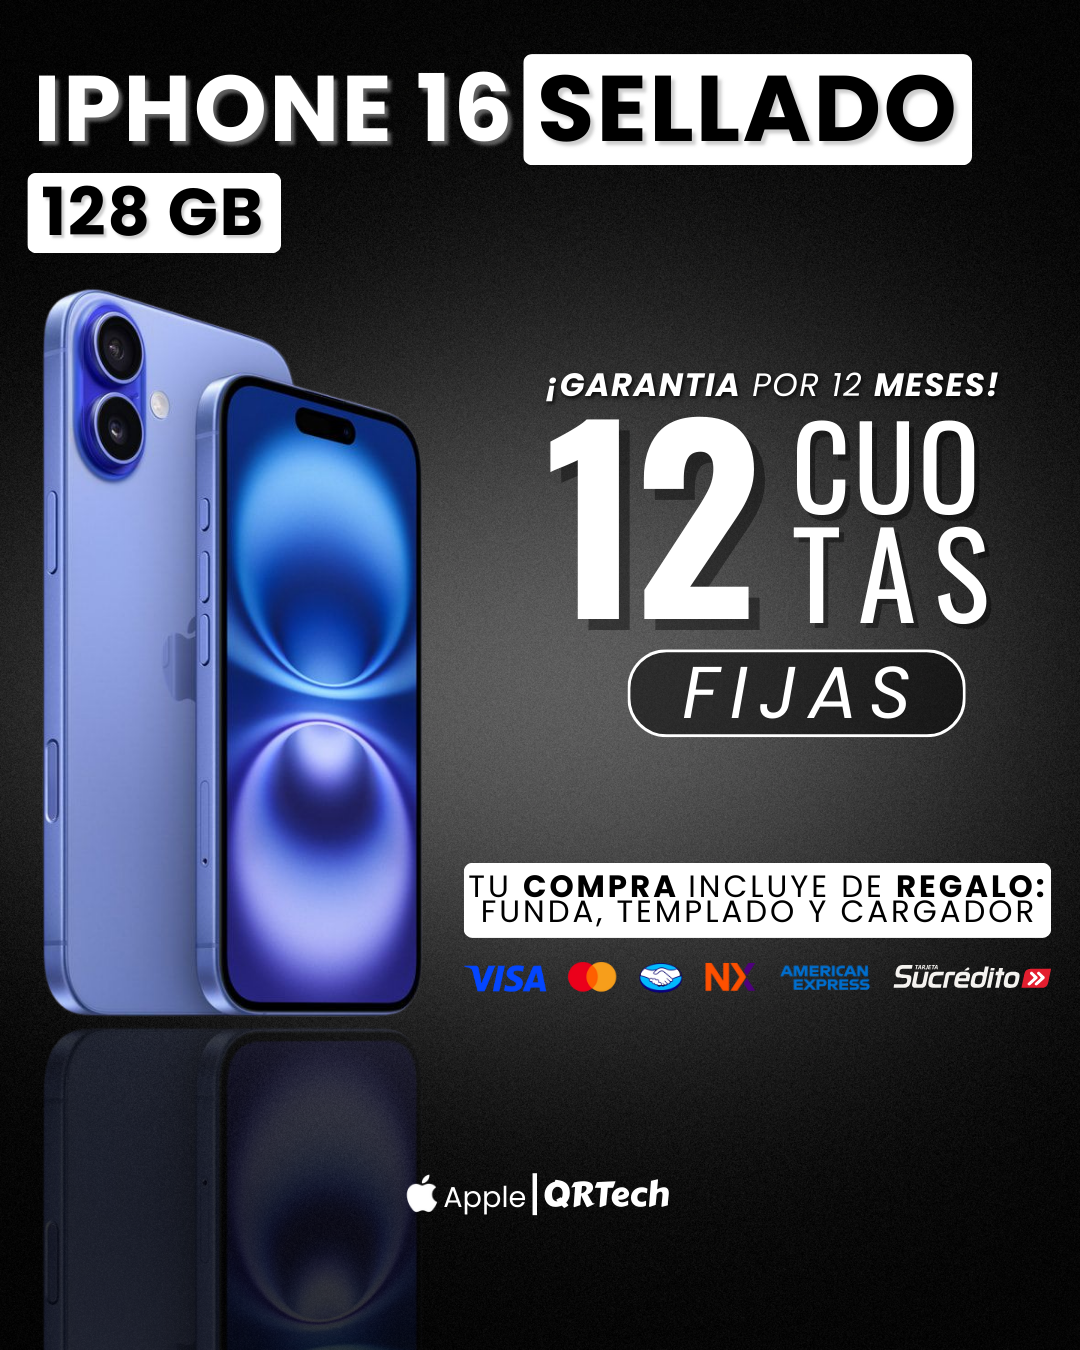 IPHONE 16 SELLADO
128 GB
¡GARANTIA POR 12 MESES!
12 CUO
TAS
FIJAS
TU COMPRA INCLUYE DE REGALO:
FUNDA, TEMPLADO Y CARGADOR
VISA NX AMERICAN EXPRESS TARJETA Sucrédito
Apple|QRTech